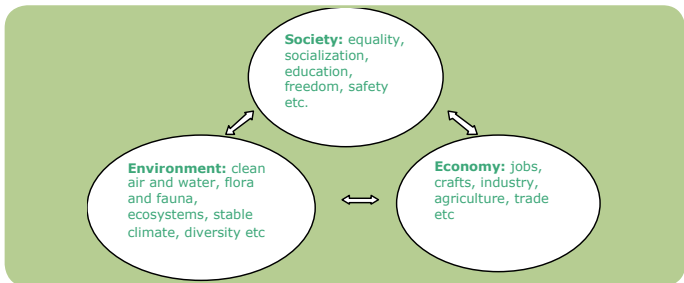 Society: equality,
socialization,
education,
freedom, safety
etc.
Environment: clean
air and water, flora
and fauna,
ecosystems, stable
climate, diversity etc
Economy: jobs,
crafts, industry,
agriculture, trade
etc